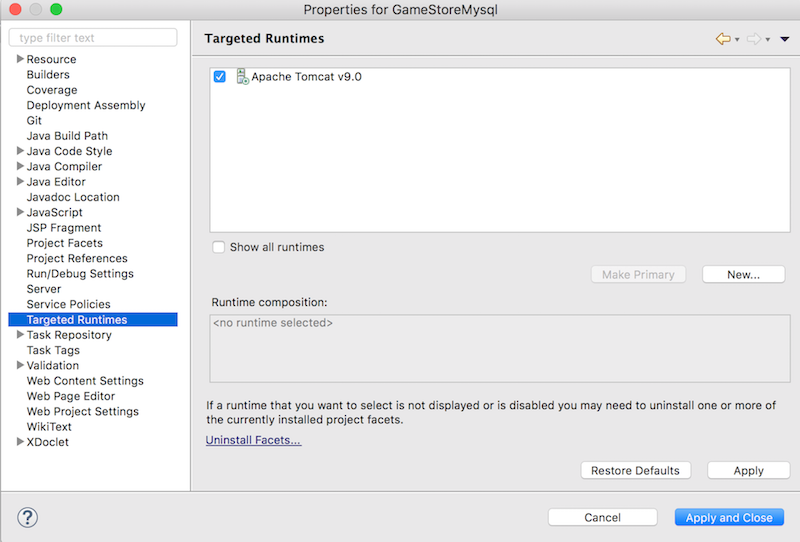 Properties for GameStoreMysql
type filter text
Targeted Runtimes
Resource
Builders
Coverage
Deployment Assembly
Git
Java Build Path
Java Code Style
Java Compiler
Java Editor
Javadoc Location
JavaScript
JSP Fragment
Project Facets
Project References
Run/Debug Settings
Server
Service Policies
Targeted Runtimes
Task Repository
Task Tags
Validation
Web Content Settings
Web Page Editor
Web Project Settings
WikiText
XDoclet
Apache Tomcat v9.0
Show all runtimes
Make Primary
New...
Runtime composition:
<no runtime selected>
If a runtime that you want to select is not displayed or is disabled you may need to uninstall one or more of
the currently installed project facets.
Uninstall Facets...
Restore Defaults
Apply
?
Cancel
Apply and Close